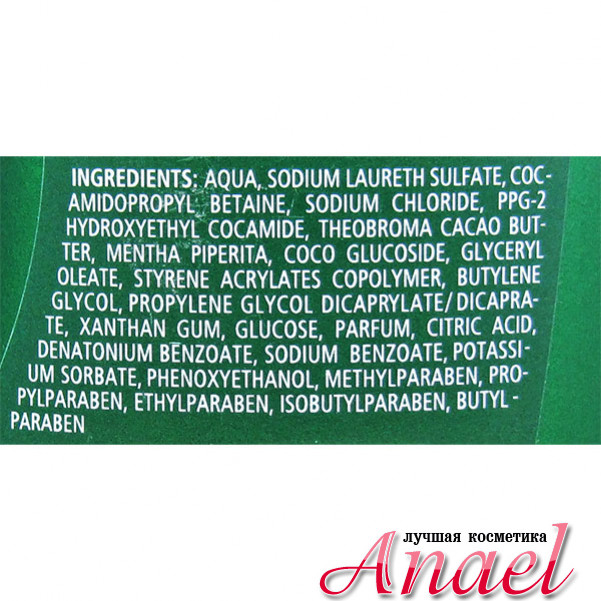 INGREDIENTS: AQUA, SODIUM LAURETH SULFATE, COC-
AMIDOPROPYL BETAINE, SODIUM CHLORIDE, PPG-2
HYDROXYETHYL COCAMIDE, THEOBROMA CACAO BUT-
TER, MENTHA PIPERITA, COCO GLUCOSIDE, GLYCERYL
OLEATE, STYRENE ACRYLATES COPOLYMER, BUTYLENE
GLYCOL, PROPYLENE GLYCOL DICAPRYLATE/DICAPRA-
TE, XANTHAN GUM, GLUCOSE, PARFUM, CITRIC ACID,
DENATONIUM BENZOATE, SODIUM BENZOATE, POTASSI-
UM SORBATE, PHENOXYETHANOL, METHYLPARABEN, PRO-
PYLPARABEN, ETHYLPARABEN, ISOBUTYLPARABEN, BUTYL-
PARABEN
лучшая косметика
Anael